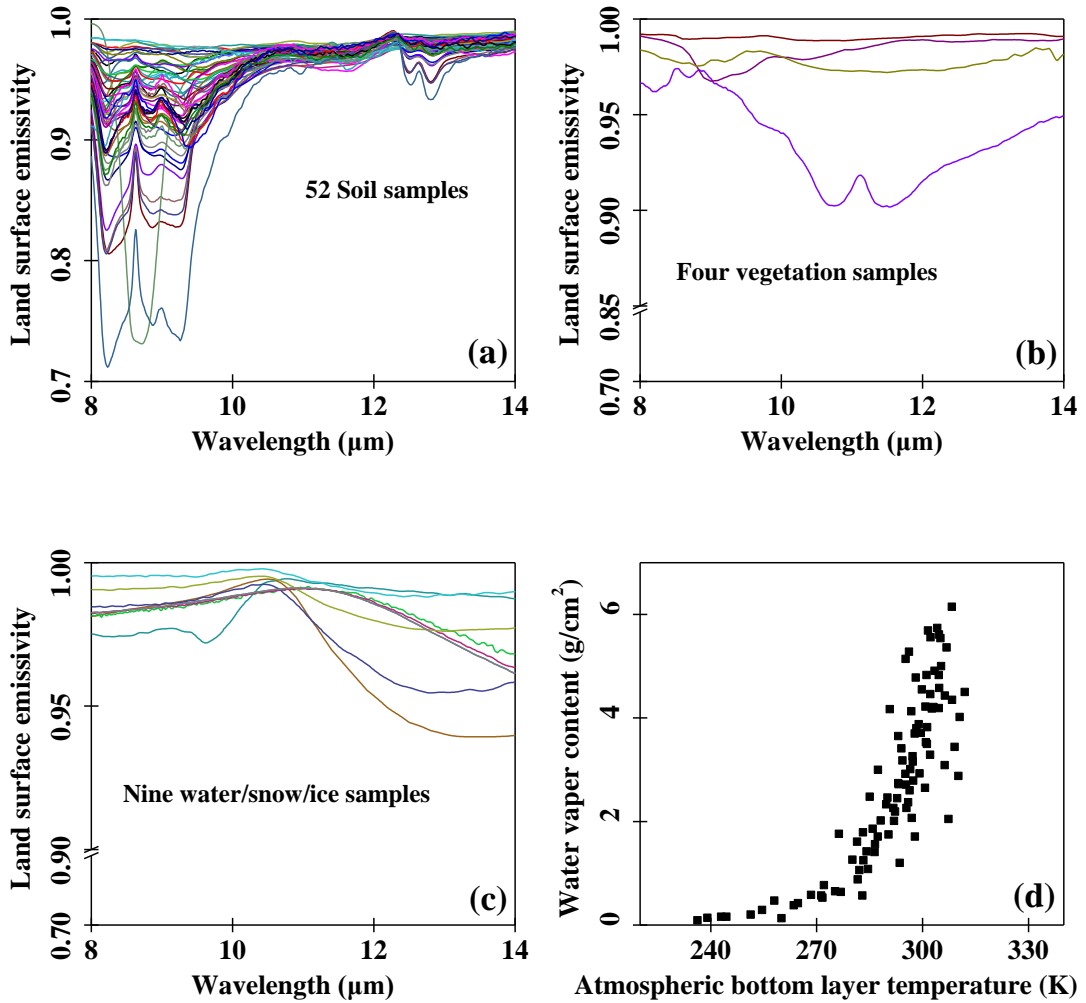 Land surface emissivity
1.0
0.9
0.8
0.7
52 Soil samples
(a)
8
10
12
14
Wavelength (μm)
Land surface emissivity
1.00
0.95
0.90
0.85
0.70
Four vegetation samples
(b)
8
10
12
14
Wavelength (μm)
Land surface emissivity
1.00
0.95
0.90
0.70
Nine water/snow/ice samples
(c)
8
10
12
14
Wavelength (μm)
Water vaper content (g/cm²)
6
4
2
0
(d)
240
270
300
330
Atmospheric bottom layer temperature (K)